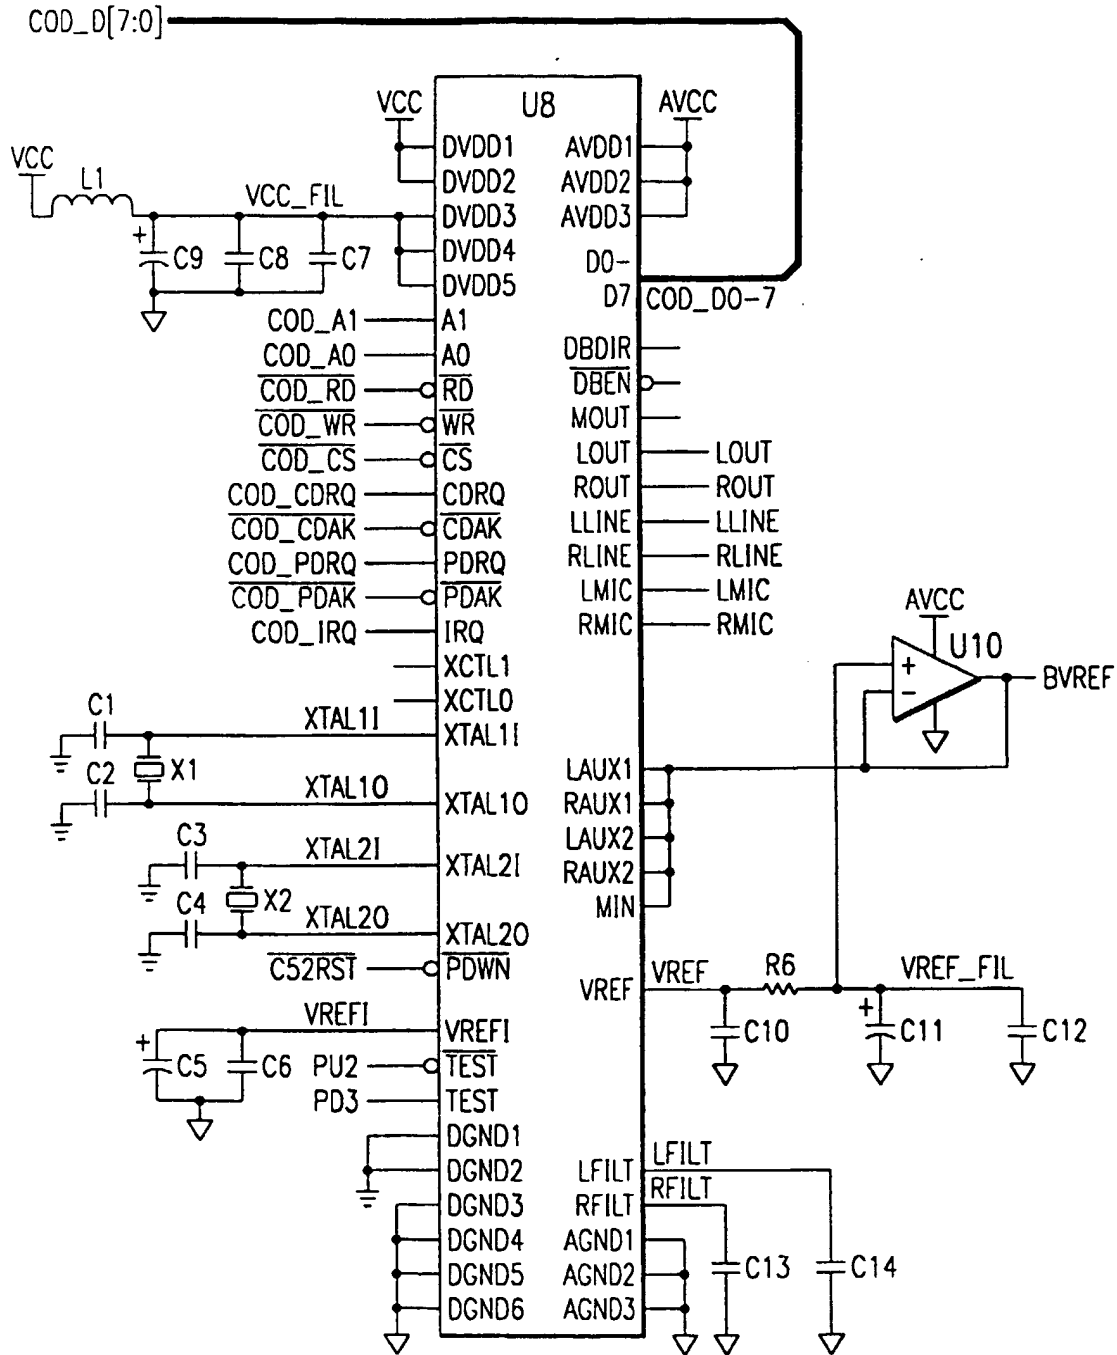 COD_D[7:0]
U8
VCC
AVCC
DVDD1
AVDD1
DVDD2
AVDD2
VCC
L1
VCC_FIL
DVDD3
AVDD3
+
C9
C8
C7
DVDD4
D0-
DVDD5
D7
COD_D0-7
COD_A1
A1
COD_A0
A0
DBDIR
COD_RD
RD
DBEN
COD_WR
WR
MOUT
COD_CS
CS
LOUT
LOUT
COD_CDRQ
CDRQ
ROUT
ROUT
COD_CDAK
CDAK
LLINE
LLINE
COD_PDRQ
PDRQ
RLINE
RLINE
COD_PDAK
PDAK
LMIC
LMIC
COD_IRQ
IRQ
RMIC
RMIC
AVCC
U10
+
-
BVREF
XCTL1
XCTL0
C1
XTAL1I
XTAL1I
X1
LAUX1
C2
XTAL1O
XTAL1O
RAUX1
C3
XTAL2I
XTAL2I
LAUX2
RAUX2
C4
X2
MIN
XTAL2O
XTAL2O
C52RST
PDWN
VREF
VREF
R6
VREF_FIL
VREFI
VREFI
C10
+
C11
C12
+
C5
C6
PU2
TEST
PD3
TEST
DGND1
DGND2
LFILT
LFILT
DGND3
RFILT
RFILT
DGND4
AGND1
DGND5
AGND2
C13
C14
DGND6
AGND3